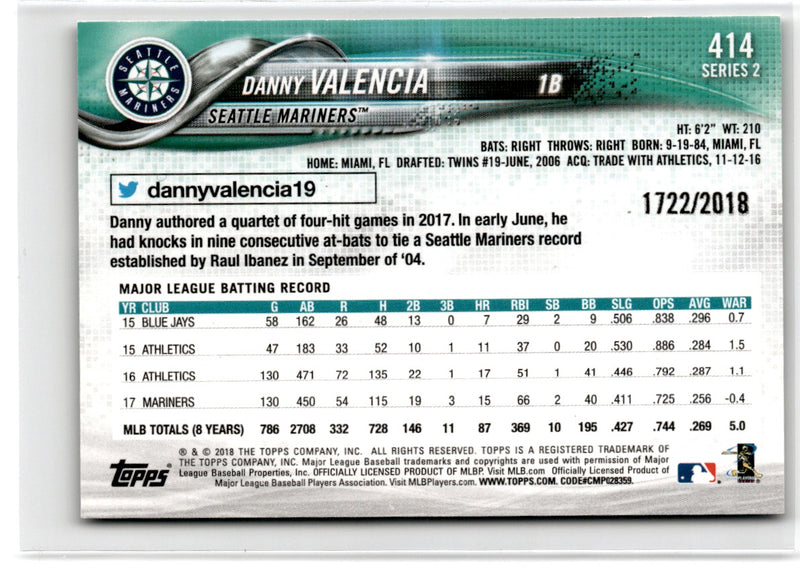 SEATTLE MARINERS
414
SERIES 2
DANNY VALENCIA 1B
SEATTLE MARINERS™
HT: 6'2" WT: 210
BATS: RIGHT THROWS: RIGHT BORN: 9-19-84, MIAMI, FL
HOME: MIAMI, FL DRAFTED: TWINS #19-JUNE, 2006 ACQ: TRADE WITH ATHLETICS, 11-12-16
dannyvalencia19
1722/2018
Danny authored a quartet of four-hit games in 2017. In early June, he
had knocks in nine consecutive at-bats to tie a Seattle Mariners record
established by Raul Ibanez in September of '04.
MAJOR LEAGUE BATTING RECORD
YR CLUB G AB R H 2B 3B HR RBI SB BB SLG OPS AVG WAR
15 BLUE JAYS 58 162 26 48 13 0 7 29 2 9 .506 .838 .296 0.7
15 ATHLETICS 47 183 33 52 10 1 11 37 0 20 .530 .886 .284 1.5
16 ATHLETICS 130 471 72 135 22 1 17 51 1 41 .446 .792 .287 1.1
17 MARINERS 130 450 54 115 19 3 15 66 2 40 .411 .725 .256 -0.4
MLB TOTALS (8 YEARS) 786 2708 332 728 146 11 87 369 10 195 .427 .744 .269 5.0
® & © 2018 THE TOPPS COMPANY, INC. ALL RIGHTS RESERVED. TOPPS IS A REGISTERED TRADEMARK OF
THE TOPPS COMPANY, INC. Major League Baseball trademarks and copyrights are used with permission of Major
League Baseball Properties, Inc. OFFICIALLY LICENSED PRODUCT OF MLBP. Visit MLB.com Officially Licensed Product of
Major League Baseball Players Association. Visit MLBPlayers.com. WWW.TOPPS.COM. CODE#CMP028359.
Topps